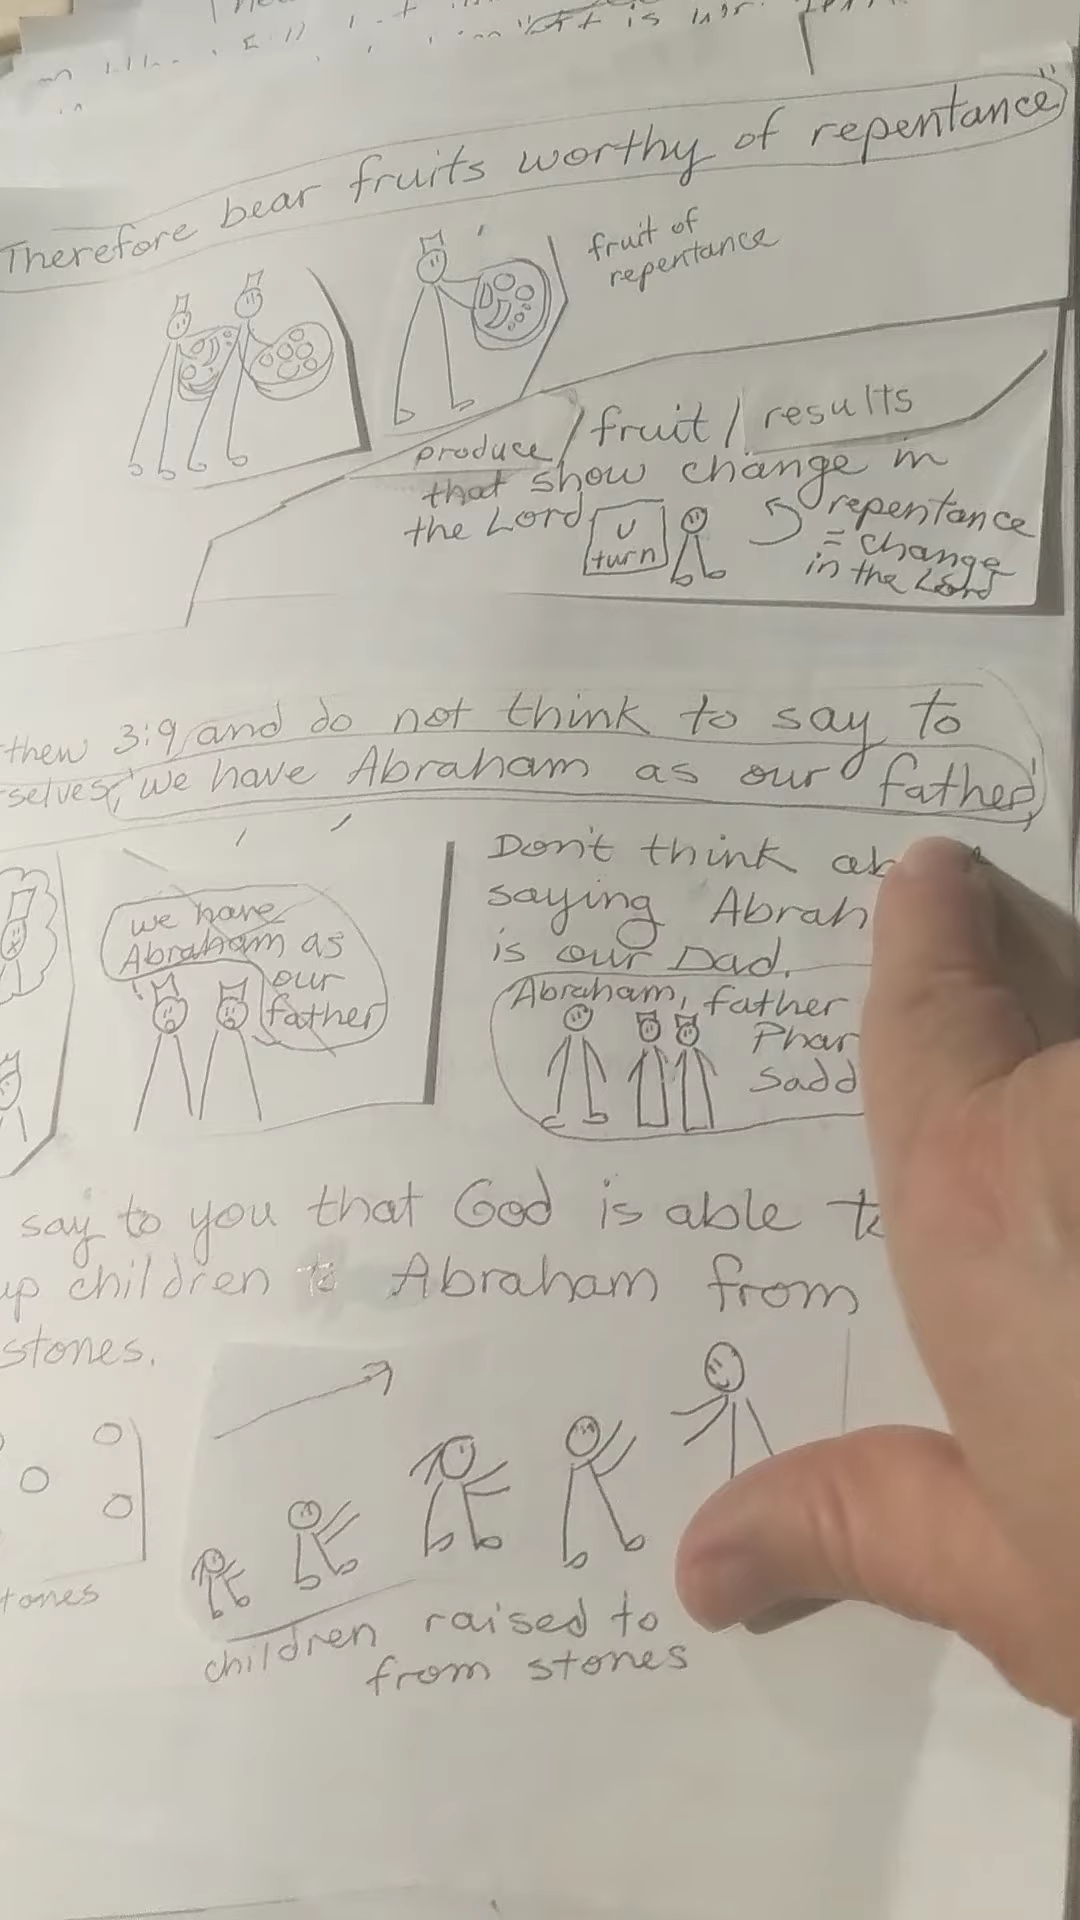 Therefore bear fruits worthy of repentance"
fruit of
repentance
produce / fruit / results
that show change in
the Lord
U
turn
repentance
= change
in the Lord
then 3:9 and do not think to say to
selves, 'we have Abraham as our father,'
we have
Abraham as
our
father
Don't think ab
saying Abrah
is our Dad.
Abraham, father
Phar
Sadd
say to you that God is able t
up children to Abraham from
stones.
tones
children raised to
from stones